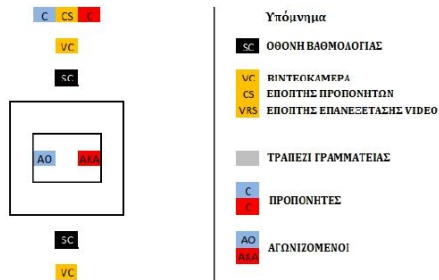 C CS C
VC
SC
AO AKA
SC
VC
Υπόμνημα
SC ΟΘΟΝΗ ΒΑΘΜΟΛΟΓΙΑΣ
VC ΒΙΝΤΕΟΚΑΜΕΡΑ
CS ΕΠΟΠΤΗΣ ΠΡΟΠΟΝΗΤΩΝ
VRS ΕΠΟΠΤΗΣ ΕΠΑΝΕΞΕΤΑΣΗΣ VIDEO
ΤΡΑΠΕΖΙ ΓΡΑΜΜΑΤΕΙΑΣ
C
C
ΠΡΟΠΟΝΗΤΕΣ
AO
AKA
ΑΓΩΝΙΖΟΜΕΝΟΙ